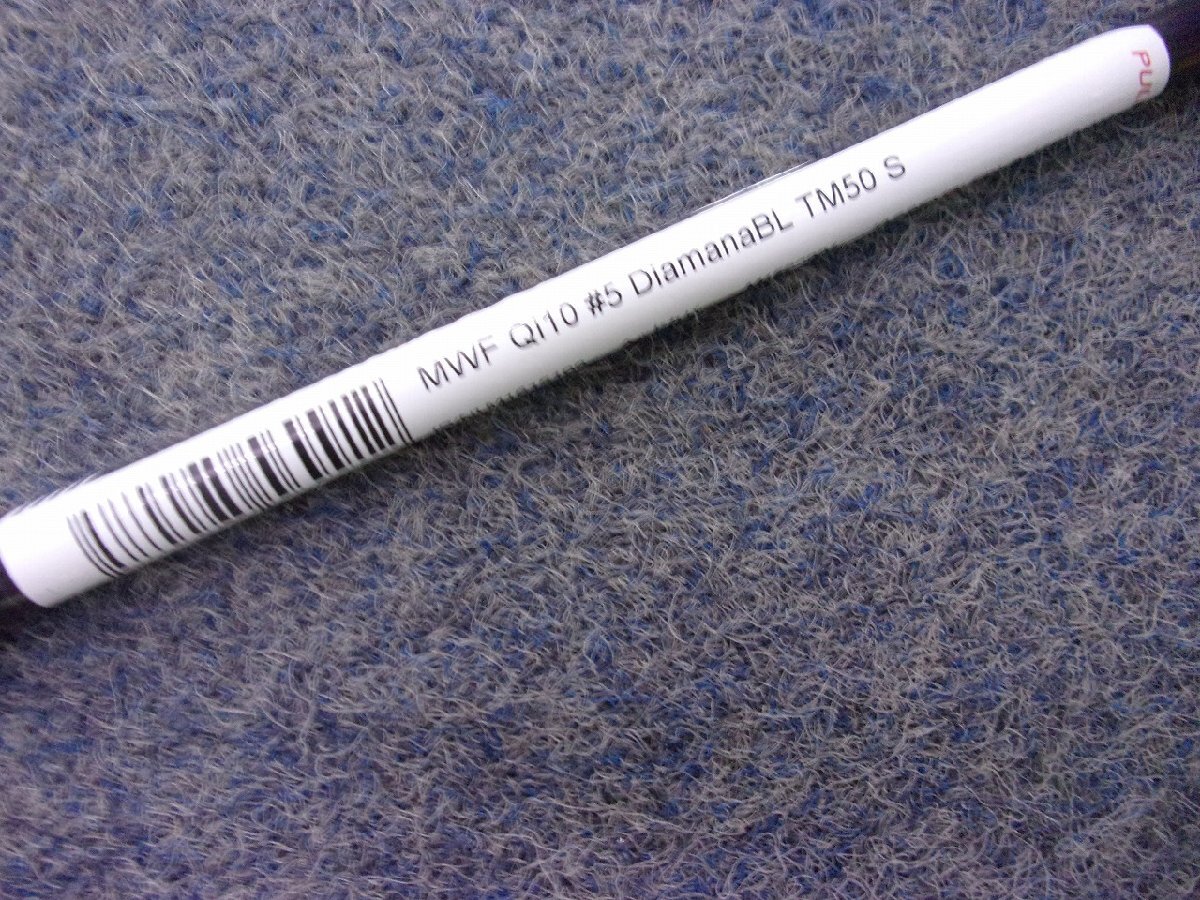 MWF Qi10 #5 DiamanaBL TM50 S